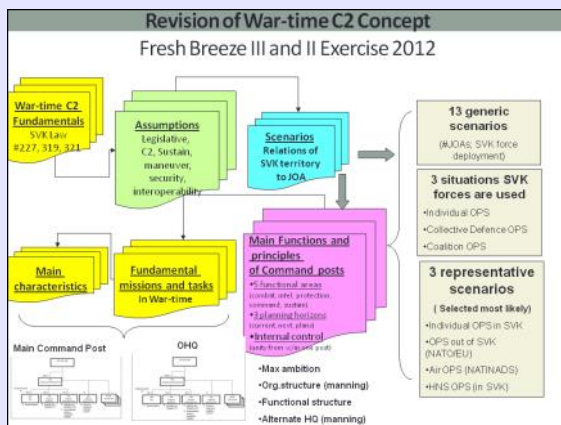 Revision of War-time C2 Concept
Fresh Breeze III and II Exercise 2012
War-time C2
Fundamentals
SVK Law
#227, 319, 321
Assumptions
Legislative,
C2, Sustain,
maneuver,
security,
interoperability
Scenarios
Relations of
SVK territory
to JOA
13 generic
scenarios
(#JOAs; SVK force
deployment)
3 situations SVK
forces are used
•Individual OPS
•Collective Defence OPS
•Coalition OPS
3 representative
scenarios
( Selected most likely)
•Individual OPS in SVK
•OPS out of SVK
(NATO/EU)
•Air OPS (NATINADS)
•HNS OPS (in SVK)
Main
characteristics
Fundamental
missions and tasks
In War-time
Main Functions and
principles
of Command posts
•5 functional areas
(combat, intel, protection,
command, sustain)
•3 planning horizons
(current, next, plans)
•Internal control
Main Command Post
OHQ
•Max ambition
•Org.structure (manning)
•Functional structure
•Alternate HQ (manning)